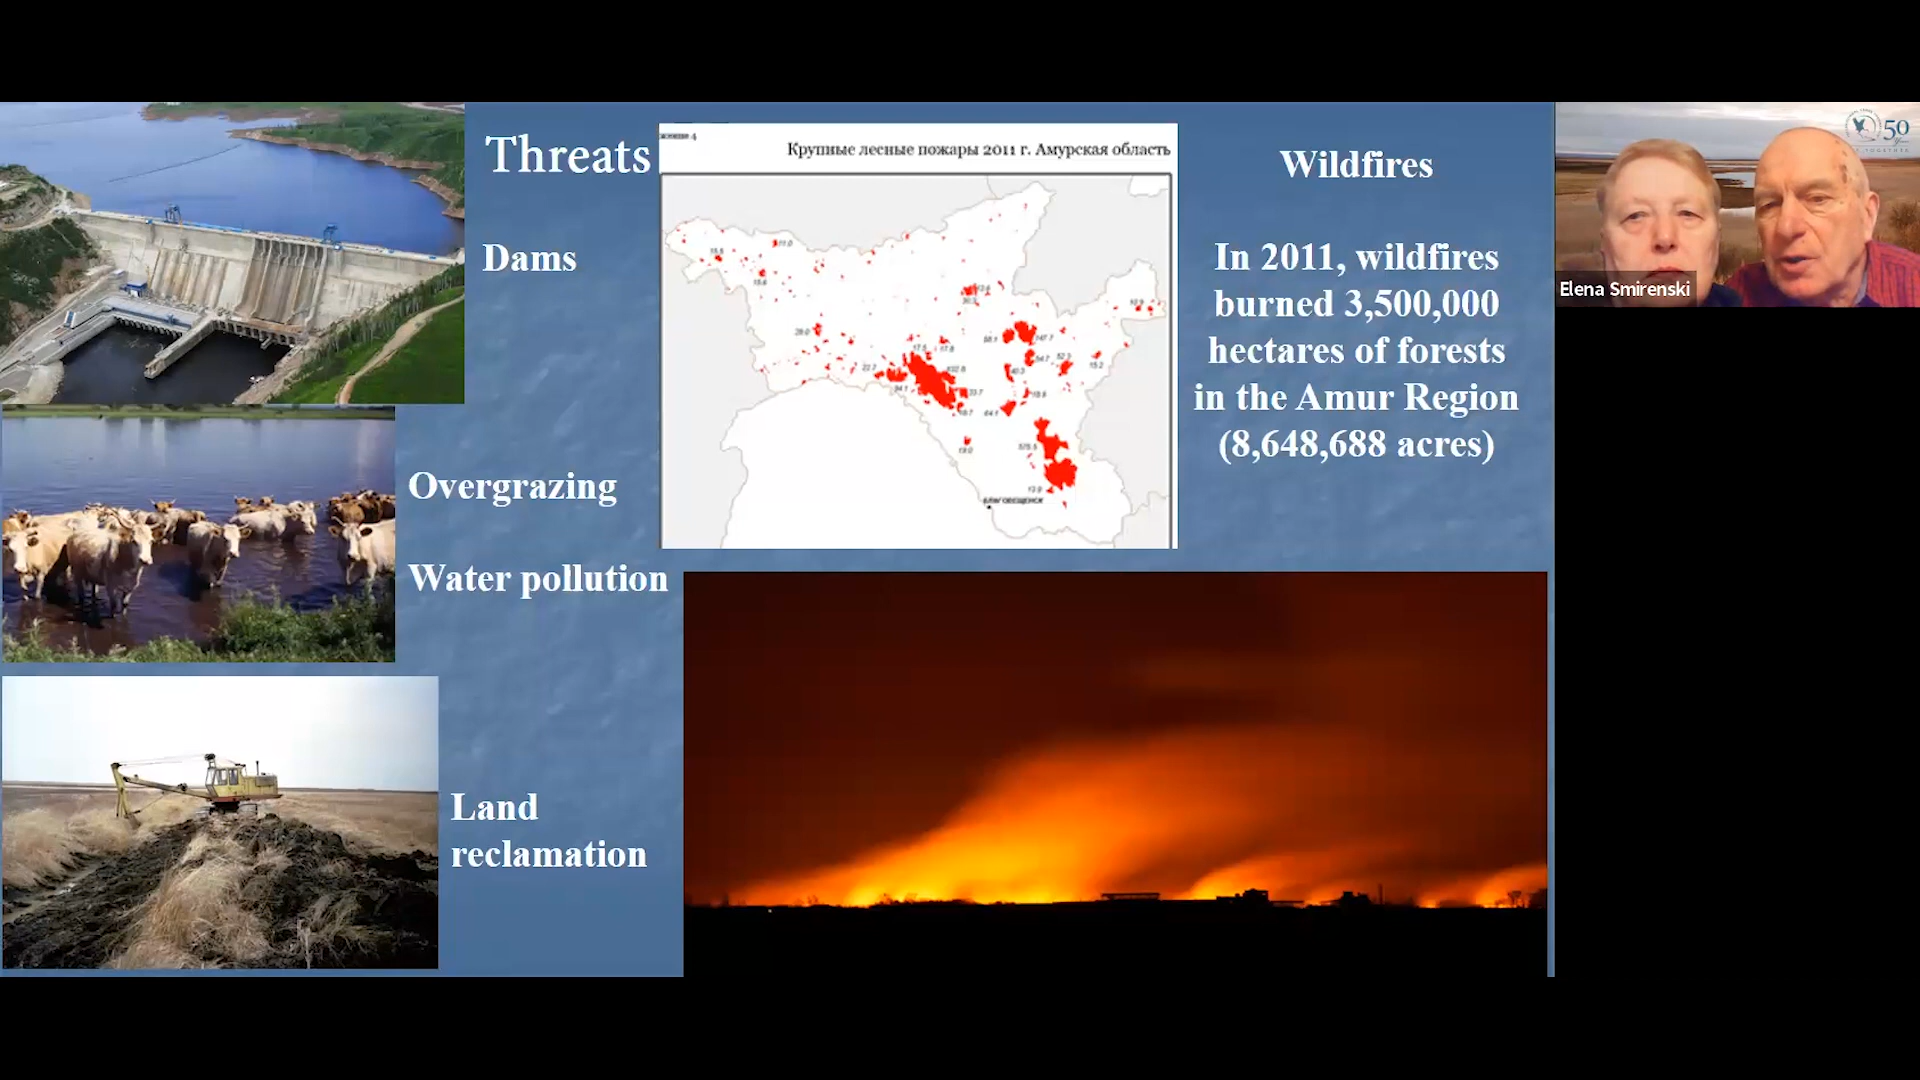 Threats
Dams
Overgrazing
Water pollution
Land
reclamation
Крупные лесные пожары 2011 г. Амурская область
БЛАГОВЕЩЕНСК
Wildfires
In 2011, wildfires
burned 3,500,000
hectares of forests
in the Amur Region
(8,648,688 acres)
50
Elena Smirenski